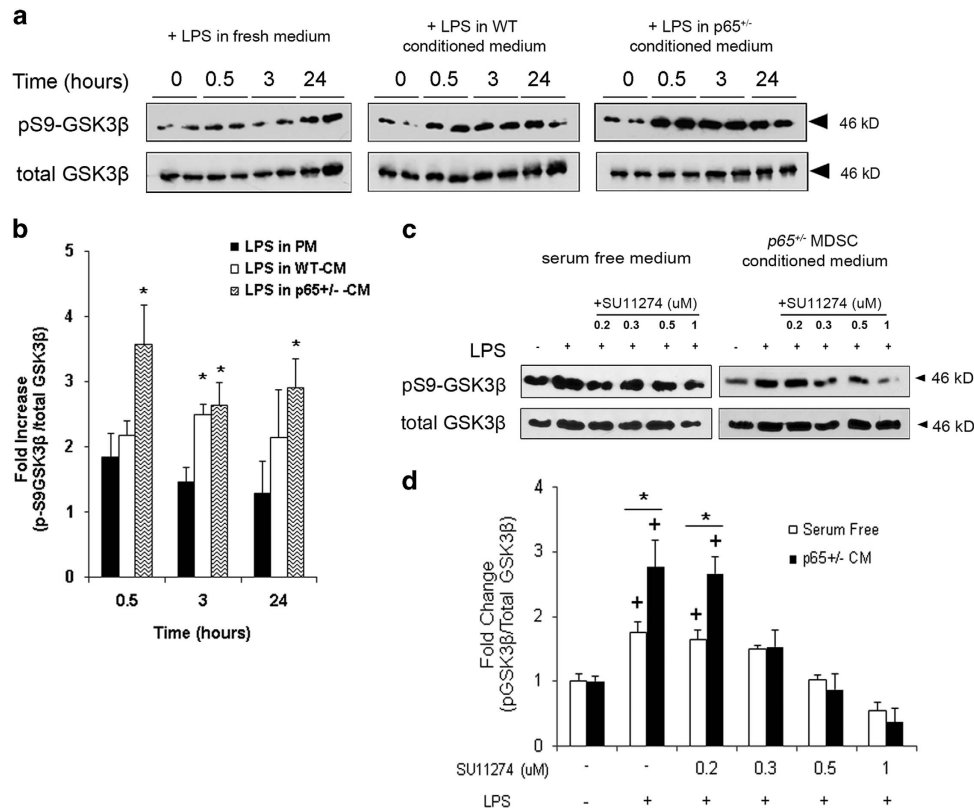 a
+ LPS in fresh medium
+ LPS in WT
conditioned medium
+ LPS in p65+/-
conditioned medium
Time (hours) 0 0.5 3 24 0 0.5 3 24 0 0.5 3 24
pS9-GSK3β 46 kD
total GSK3β 46 kD
b
5
4
3
2
1
0
Fold Increase
(p-S9GSK3β /total GSK3β)
LPS in PM
LPS in WT-CM
LPS in p65+/- -CM
* * * *
0.5 3 24
Time (hours)
c
serum free medium
p65+/- MDSC
conditioned medium
+SU11274 (uM) +SU11274 (uM)
0.2 0.3 0.5 1 0.2 0.3 0.5 1
LPS
- + + + + + - + + + + +
pS9-GSK3β 46 kD
total GSK3β 46 kD
d
4
3
2
1
0
Fold Change
(pGSK3β/Total GSK3β)
* *
+ + + +
Serum Free
p65+/- CM
SU11274 (uM) - - 0.2 0.3 0.5 1
LPS - + + + + +